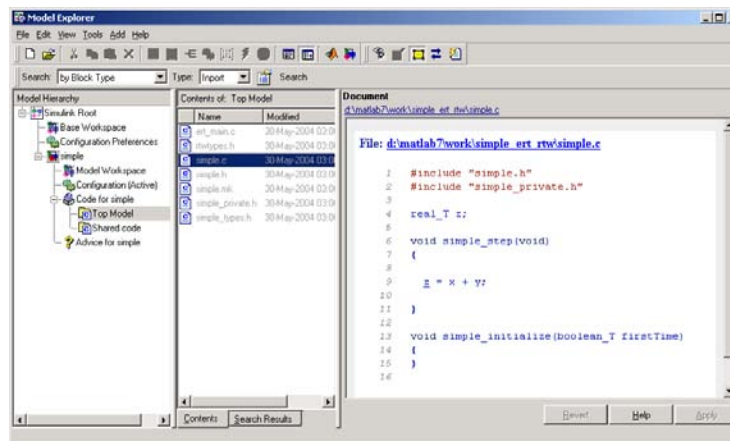 Model Explorer
File Edit View Tools Add Help
Search: by Block Type Type: Inport Search
Model Hierarchy
Simulink Root
Base Workspace
Configuration Preferences
simple
Model Workspace
Configuration (Active)
Code for simple
Top Model
Shared code
Advice for simple
Contents of: Top Model
Name Modified
ert_main.c 30-May-2004 03:0
rtwtypes.h 30-May-2004 03:0
simple.c 30-May-2004 03:0
simple.h 30-May-2004 03:0
simple.mk 30-May-2004 03:0
simple_private.h 30-May-2004 03:0
simple_types.h 30-May-2004 03:0
Contents Search Results
Document
d:\matlab7\work\simple_ert_rtw\simple.c
File: d:\matlab7\work\simple_ert_rtw\simple.c
1 #include "simple.h"
2 #include "simple_private.h"
3
4 real_T z;
5
6 void simple_step(void)
7 {
8
9 z = x + y;
10
11 }
12
13 void simple_initialize(boolean_T firstTime)
14 {
15 }
16
Revert Help Apply